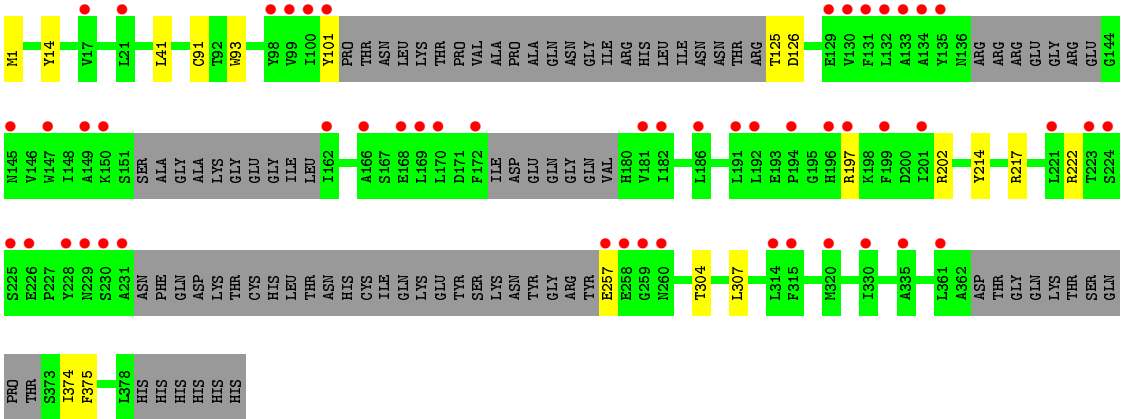 M1 Y14 V17 L21 L41 C91 T92 W93 Y98 V99 I100 Y101 PRO THR ASN LEU LYS THR PRO VAL ALA PRO ALA GLN ASN GLY ILE ARG HIS LEU ILE ASN ASN THR ARG T125 D126 E129 V130 F131 L132 A133 A134 Y135 N136 ARG ARG ARG GLU GLY ARG GLU G144
N145 V146 W147 I148 A149 K150 S151 SER ALA GLY ALA LYS GLY GLU GLY ILE LEU I162 A166 S167 E168 L169 L170 D171 F172 ILE ASP GLU GLN GLY GLN VAL H180 V181 I182 L186 L191 L192 E193 P194 G195 H196 R197 K198 F199 D200 I201 R202 Y214 R217 L221 R222 T223 S224
S225 E226 P227 Y228 N229 S230 A231 ASN PHE GLN ASP LYS THR CYS HIS LEU THR ASN HIS CYS ILE GLN LYS GLU TYR SER LYS ASN TYR GLY ARG TYR E257 E258 G259 N260 T304 L307 L314 F315 M320 I330 A335 L361 A362 ASP THR GLY GLN LYS THR SER GLN
PRO THR S373 I374 F375 L378 HIS HIS HIS HIS HIS HIS